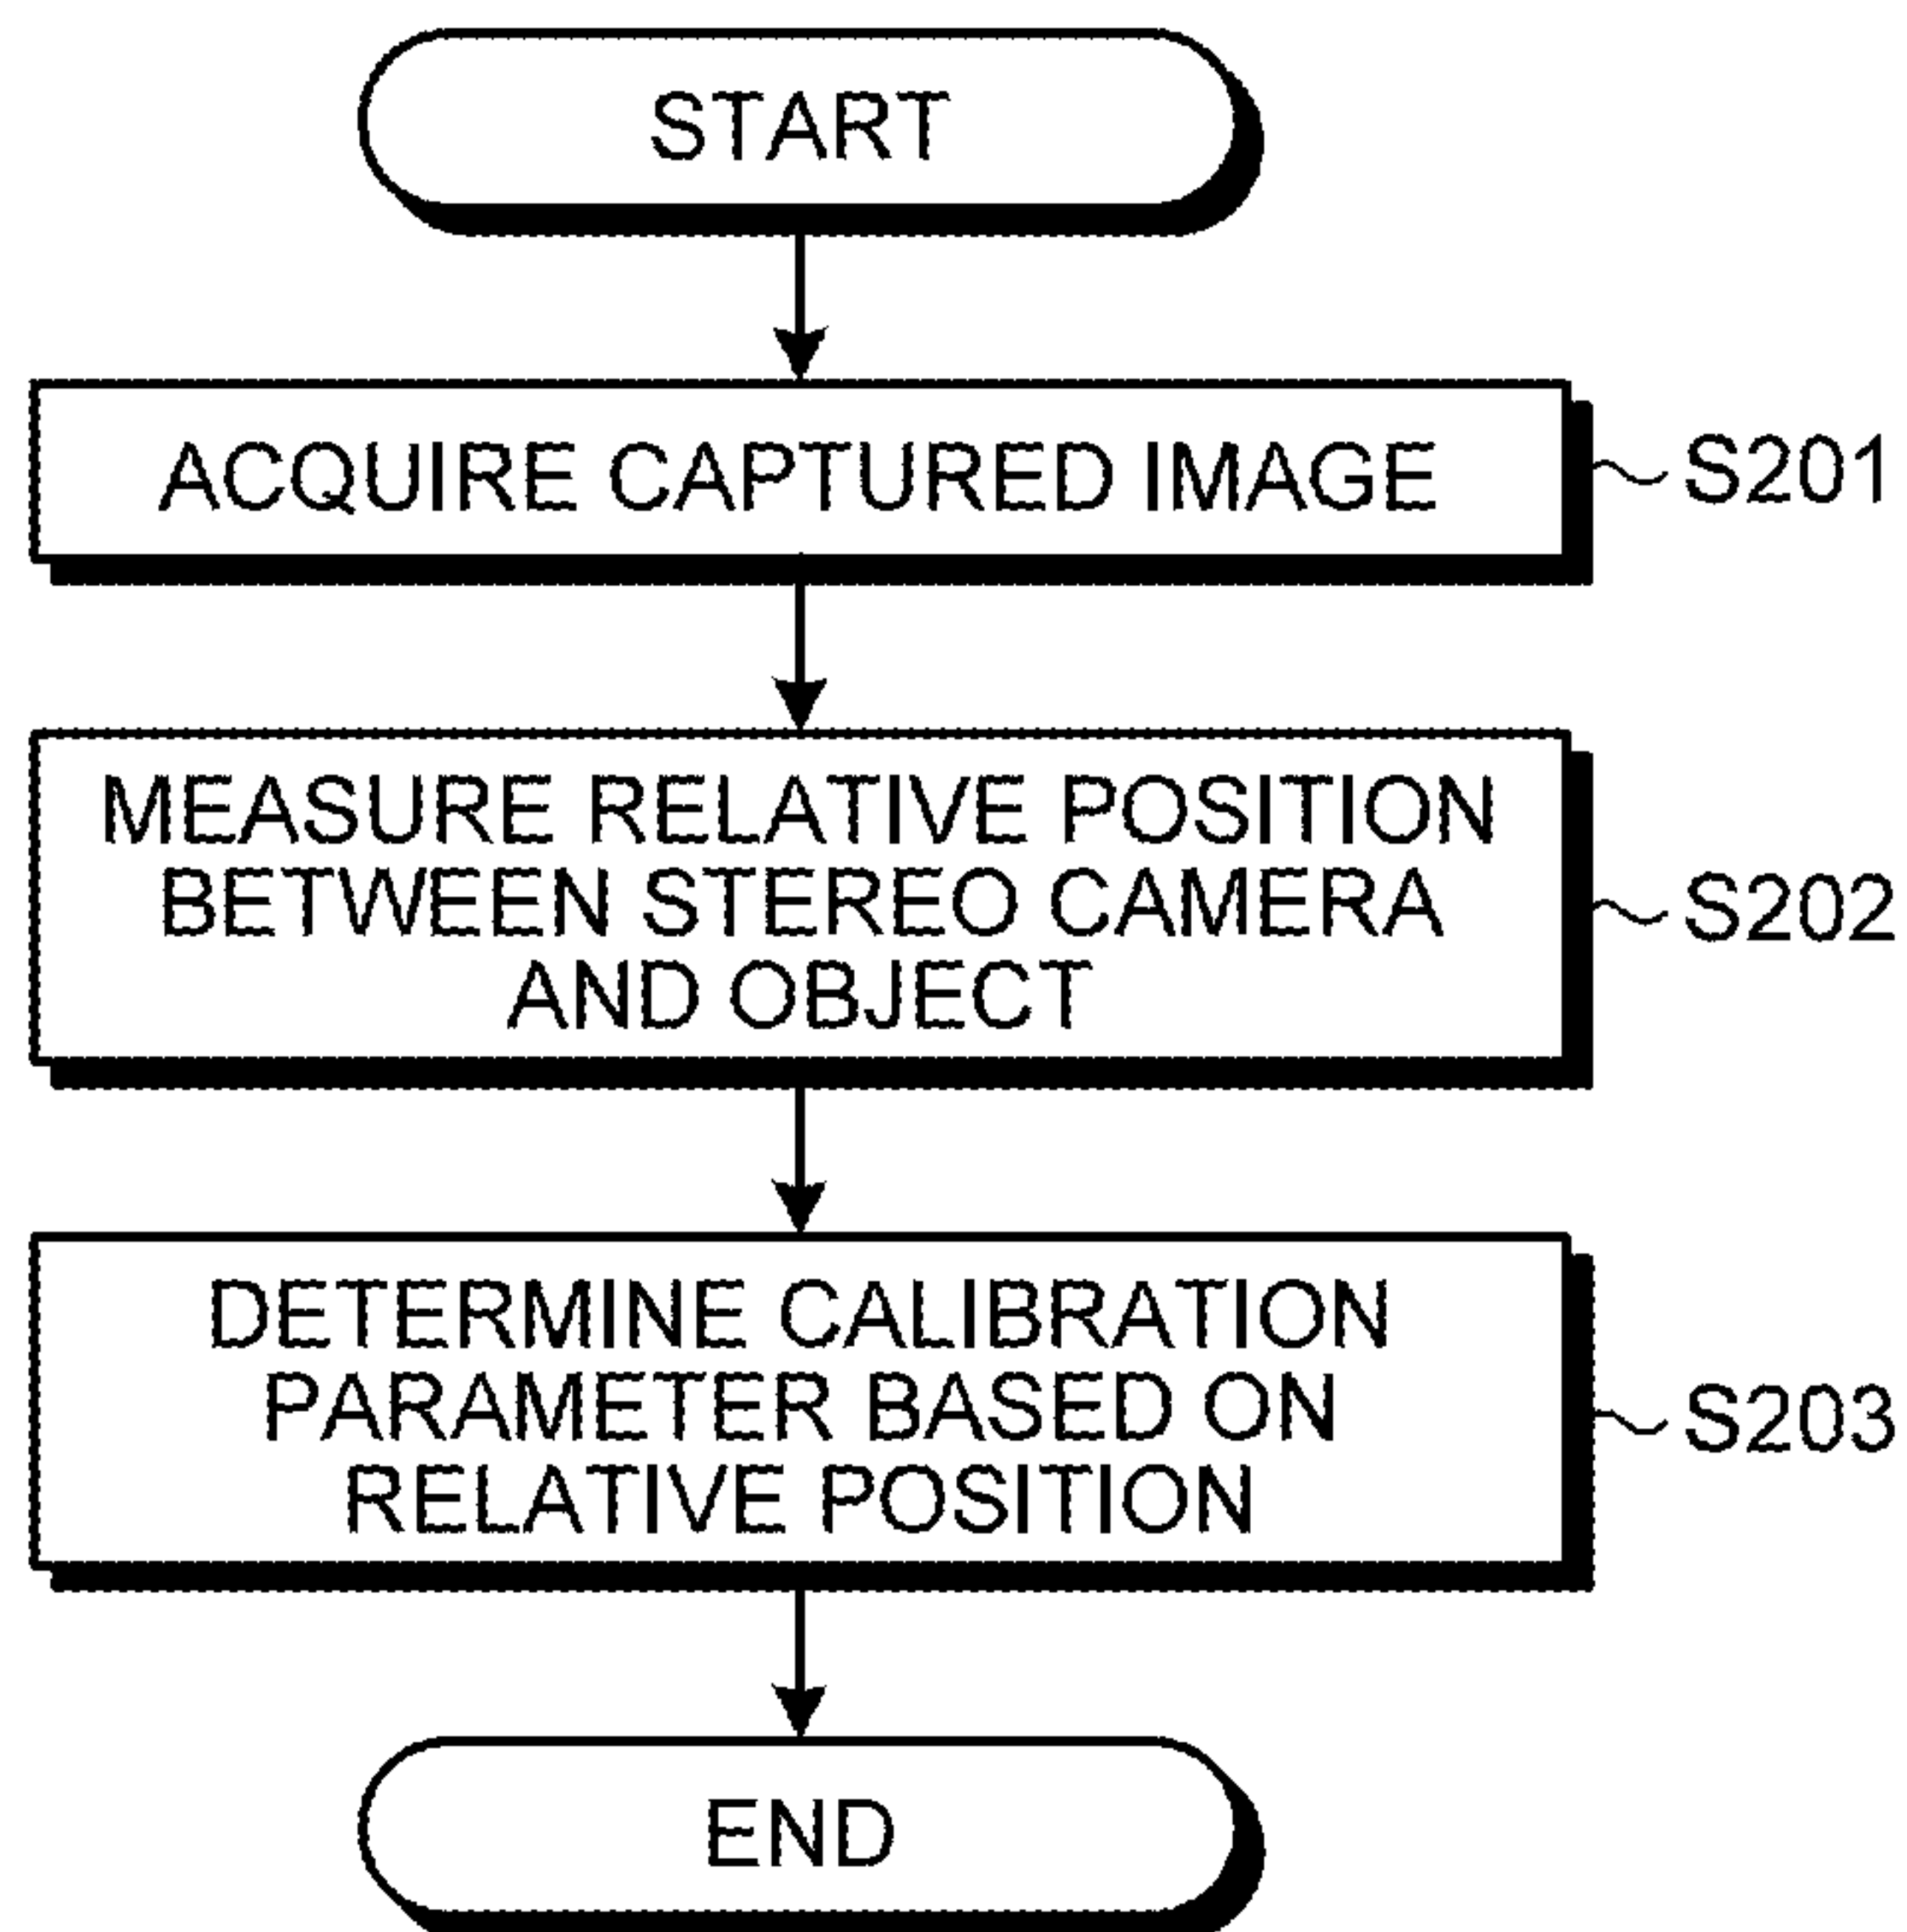 START
ACQUIRE CAPTURED IMAGE
S201
MEASURE RELATIVE POSITION
BETWEEN STEREO CAMERA
AND OBJECT
S202
DETERMINE CALIBRATION
PARAMETER BASED ON
RELATIVE POSITION
S203
END